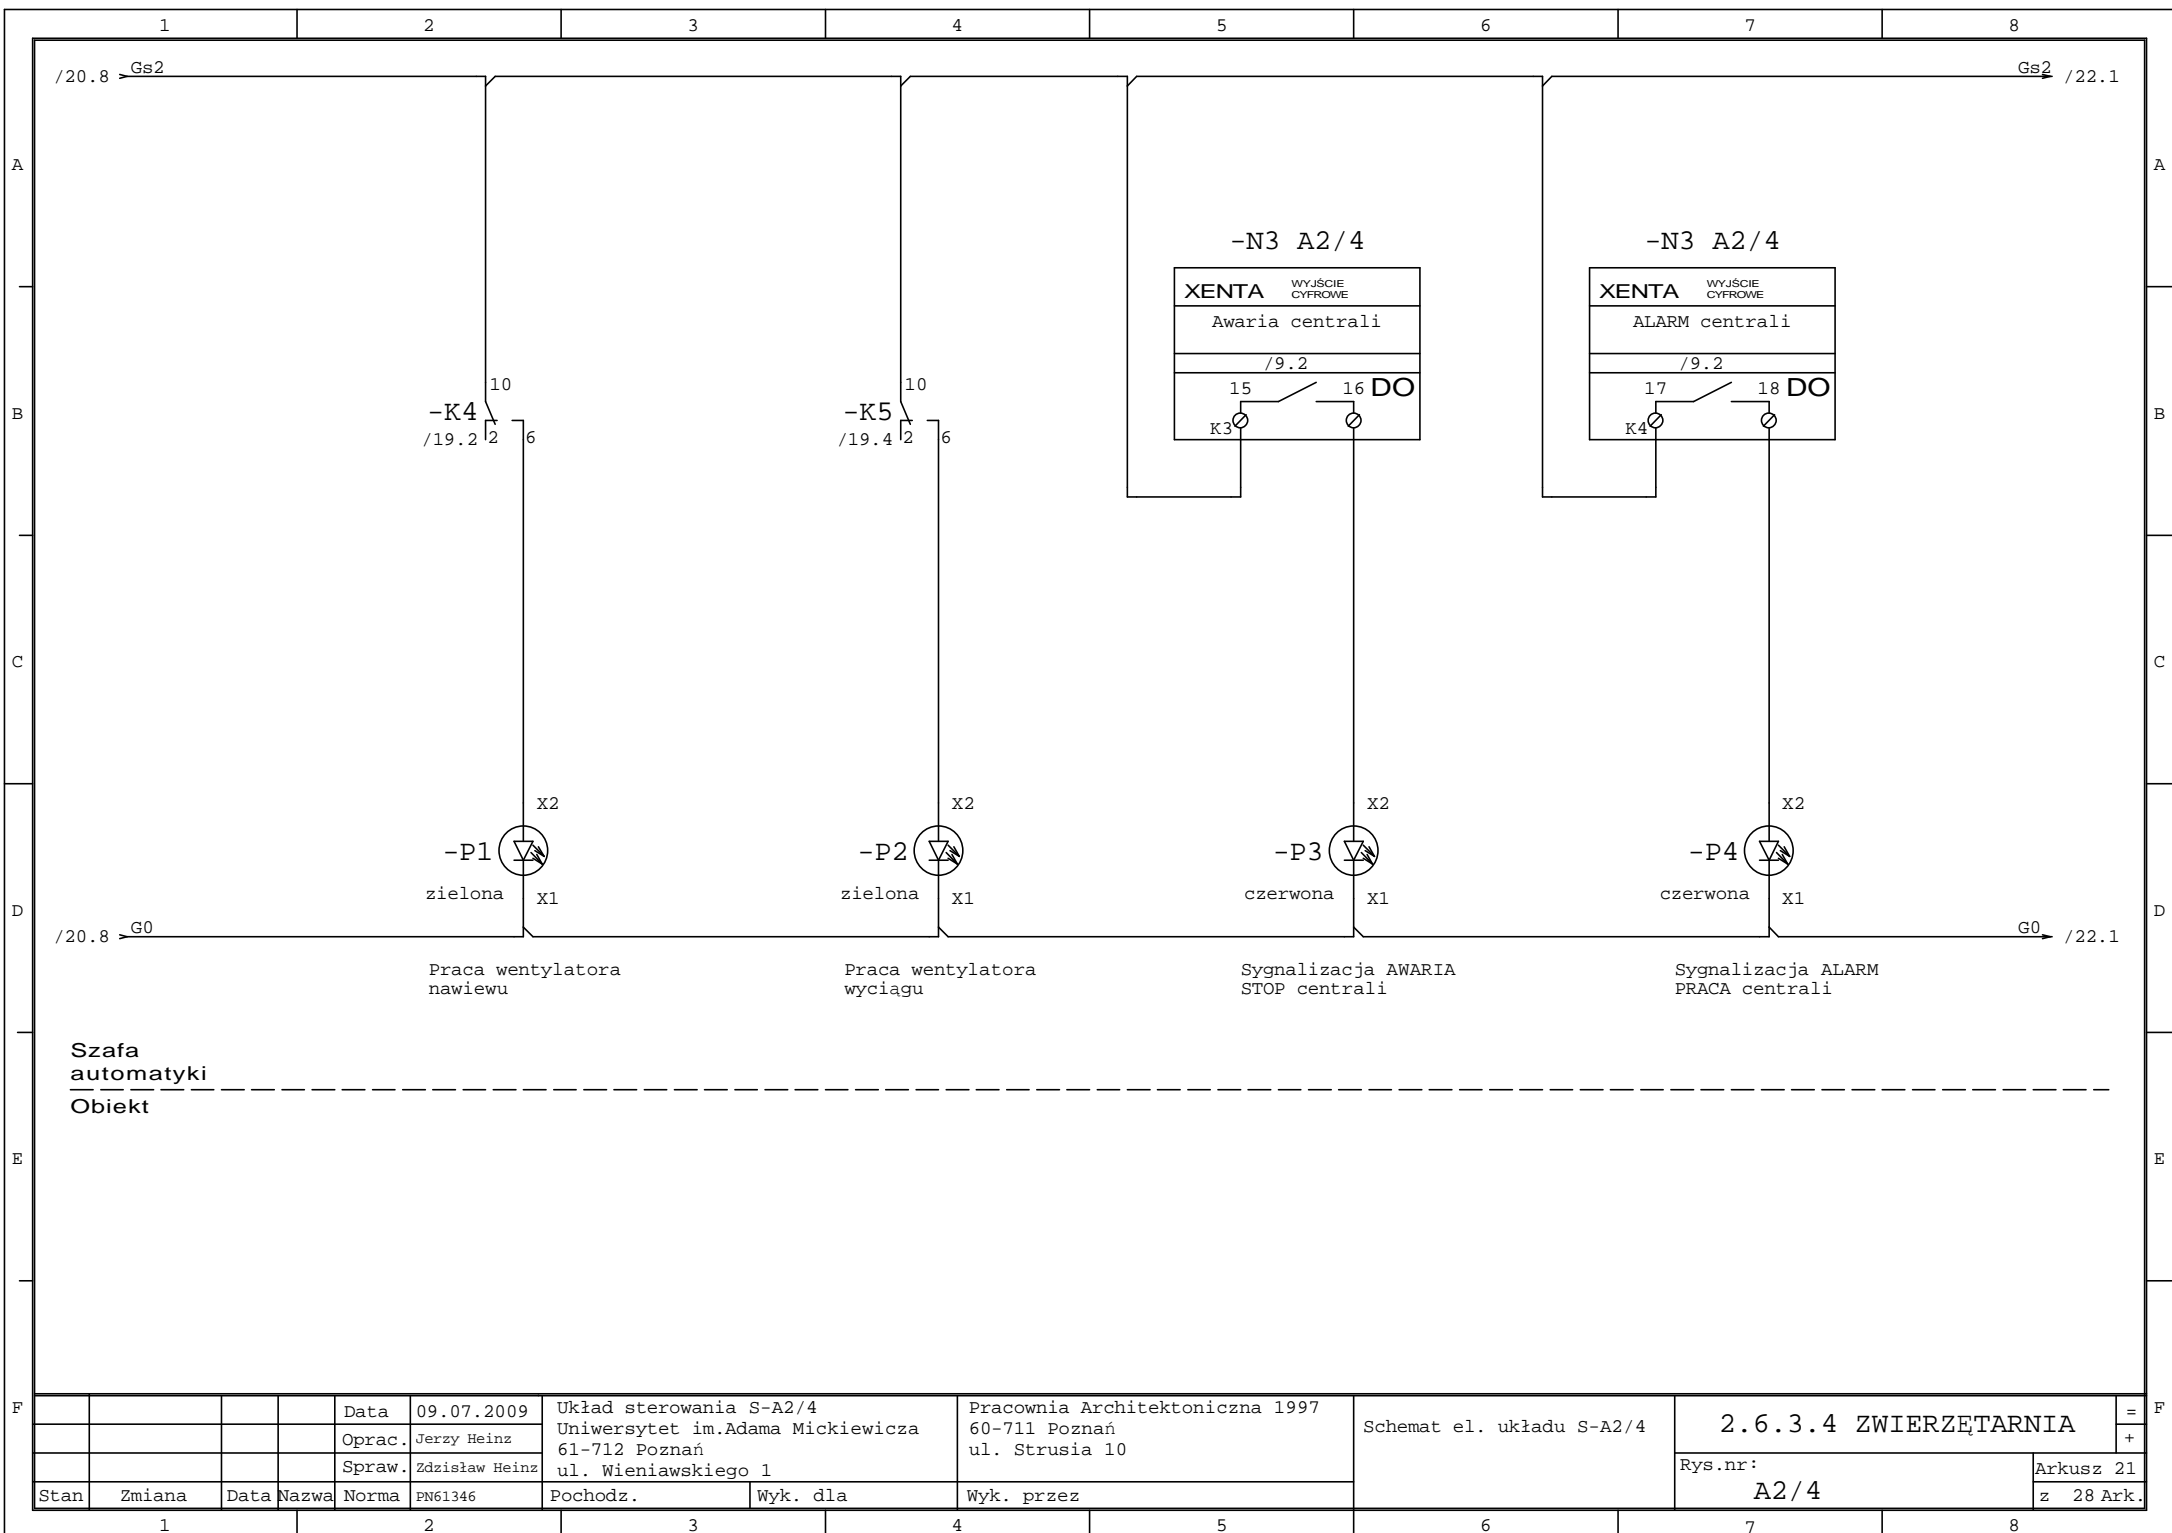 1 2 3 4 5 6 7 8
/20.8 Gs2 Gs2 /22.1
A A
-N3 A2/4 -N3 A2/4
XENTA WYJŚCIE CYFROWE XENTA WYJŚCIE CYFROWE
Awaria centrali ALARM centrali
/9.2 /9.2
10 10 15 16 DO 17 18 DO
B -K4 -K5 B
K3 K4
/19.2 2 6 /19.4 2 6
C C
X2 X2 X2 X2
-P1 -P2 -P3 -P4
zielona X1 zielona X1 czerwona X1 czerwona X1
D D
/20.8 G0 G0 /22.1
Praca wentylatora Praca wentylatora Sygnalizacja AWARIA Sygnalizacja ALARM
nawiewu wyciągu STOP centrali PRACA centrali
Szafa
automatyki
Obiekt
E E
F F
Data 09.07.2009
Oprac. Jerzy Heinz
Spraw. Zdzisław Heinz
Stan Zmiana Data Nazwa Norma PN61346
Układ sterowania S-A2/4
Uniwersytet im.Adama Mickiewicza
61-712 Poznań
ul. Wieniawskiego 1
Pochodz. Wyk. dla
Pracownia Architektoniczna 1997
60-711 Poznań
ul. Strusia 10
Wyk. przez
Schemat el. układu S-A2/4
2.6.3.4 ZWIERZĘTARNIA
=
+
Rys.nr:
A2/4
Arkusz 21
z 28 Ark.
1 2 3 4 5 6 7 8